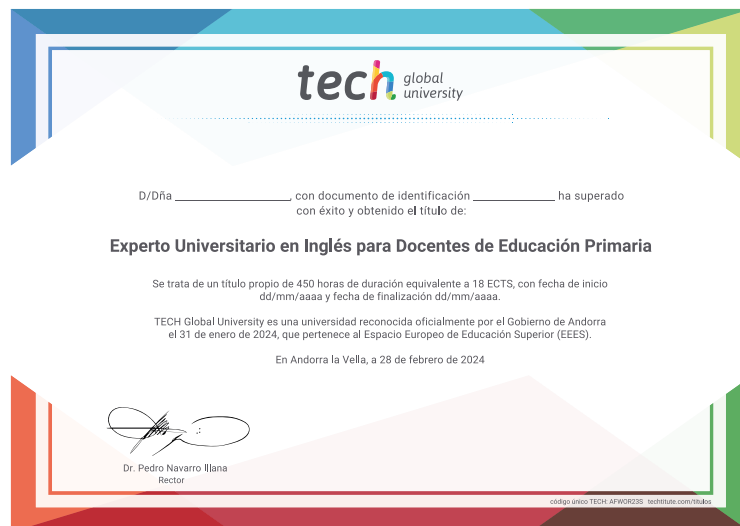 tech global university
D/Dña ________________, con documento de identificación ____________ ha superado
con éxito y obtenido el título de:
Experto Universitario en Inglés para Docentes de Educación Primaria
Se trata de un título propio de 450 horas de duración equivalente a 18 ECTS, con fecha de inicio
dd/mm/aaaa y fecha de finalización dd/mm/aaaa.
TECH Global University es una universidad reconocida oficialmente por el Gobierno de Andorra
el 31 de enero de 2024, que pertenece al Espacio Europeo de Educación Superior (EEES).
En Andorra la Vella, a 28 de febrero de 2024
Dr. Pedro Navarro Illana
Rector
código único TECH: AFWOR23S techtitute.com/titulos